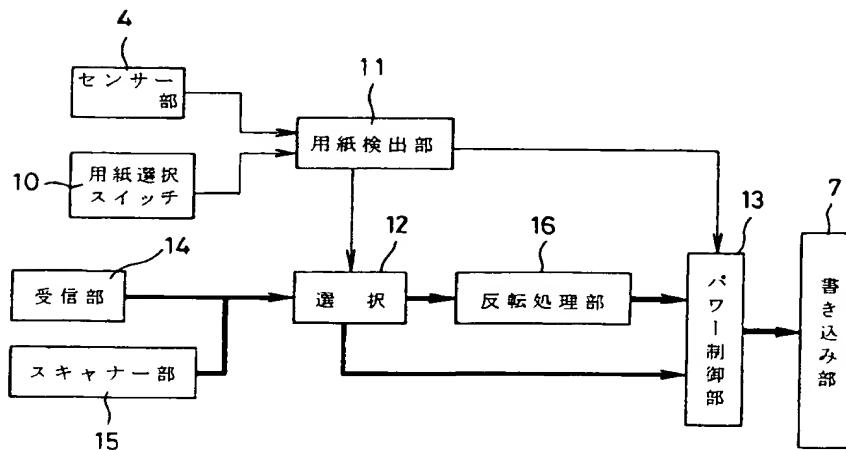 4
センサー
部
11
用紙検出部
10
用紙選択
スイッチ
14
受信部
12
選択
16
反転処理部
13
パワー制御部
7
書き込み部
スキャナー部
15